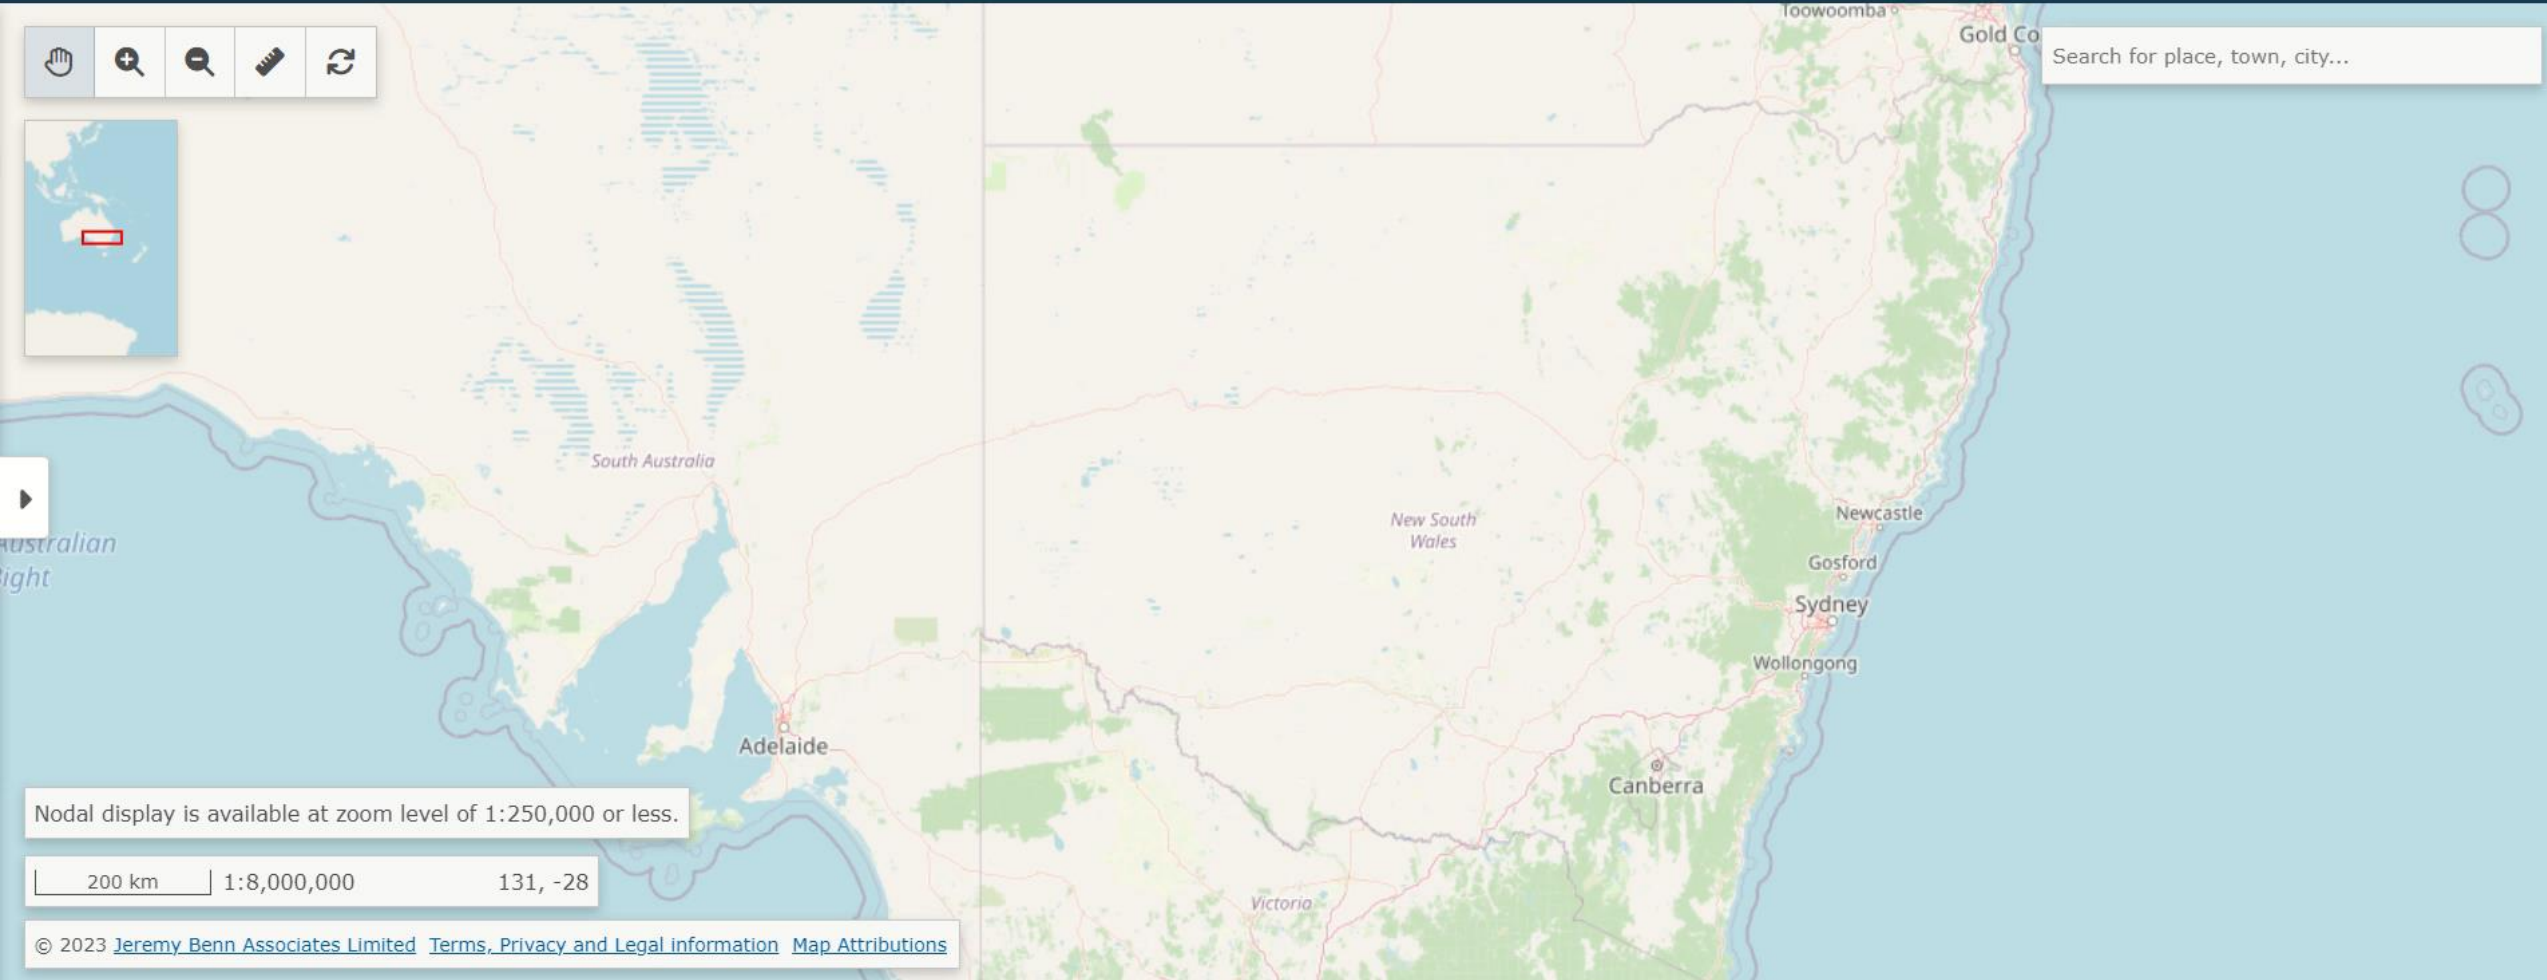 Toowoomba
Gold Co
Search for place, town, city...
South Australia
New South
Wales
Newcastle
Australian
Bight
Gosford
Sydney
Wollongong
Adelaide
Canberra
Nodal display is available at zoom level of 1:250,000 or less.
200 km 1:8,000,000 131, -28
Victoria
© 2023 Jeremy Benn Associates Limited Terms, Privacy and Legal information Map Attributions